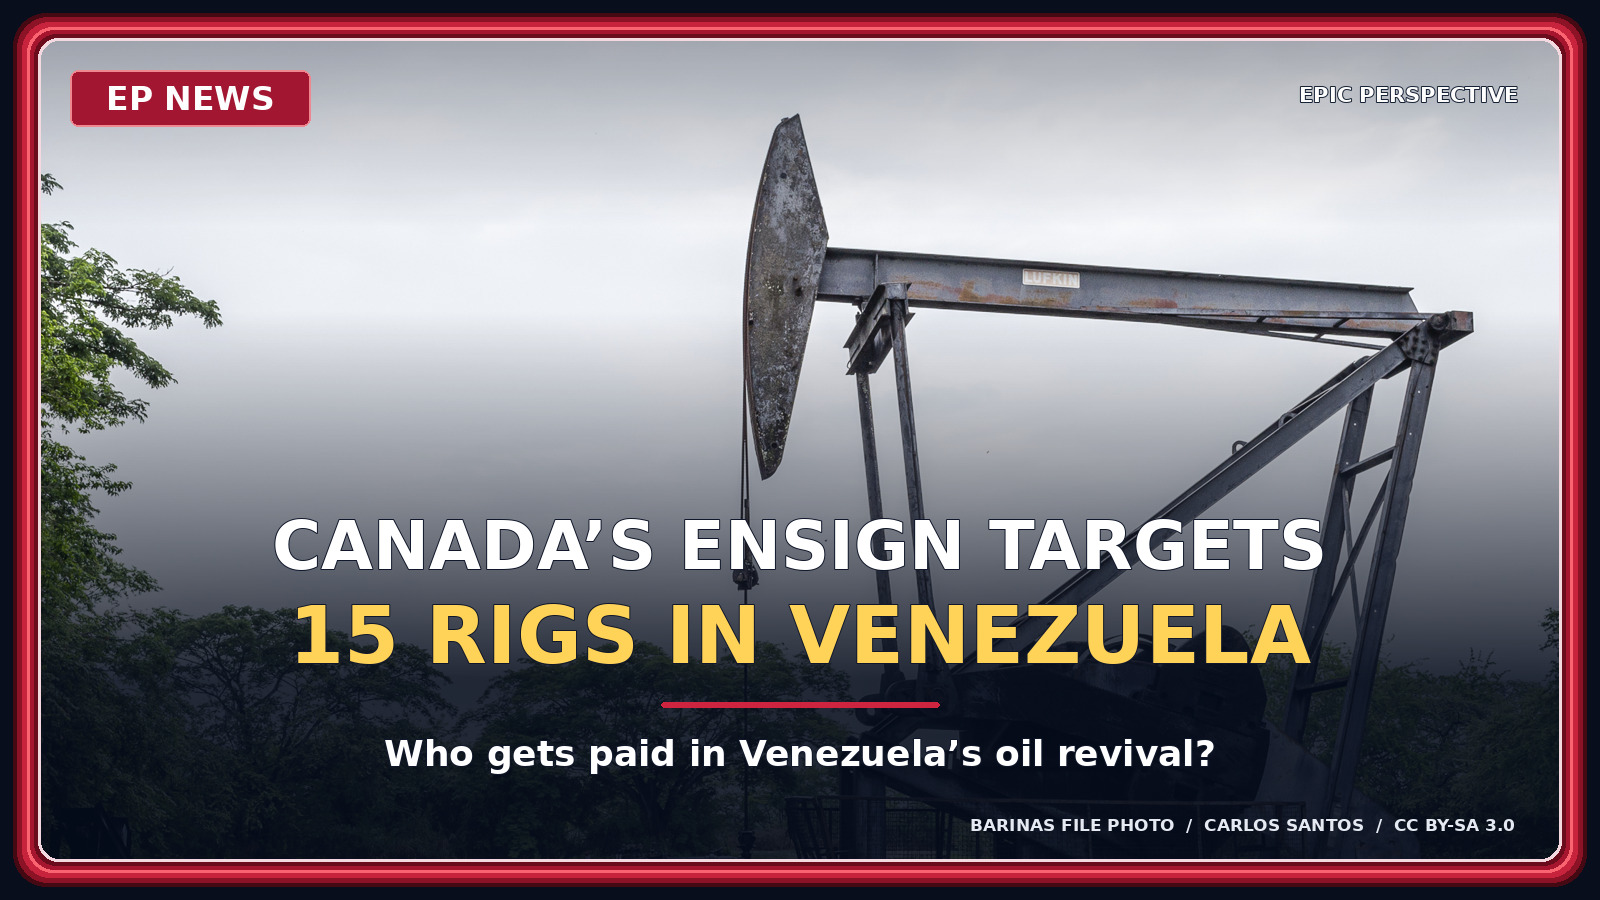 EP NEWS
EPIC PERSPECTIVE
LUFKIN
CANADA’S ENSIGN TARGETS
15 RIGS IN VENEZUELA
Who gets paid in Venezuela’s oil revival?
BARINAS FILE PHOTO / CARLOS SANTOS / CC BY-SA 3.0